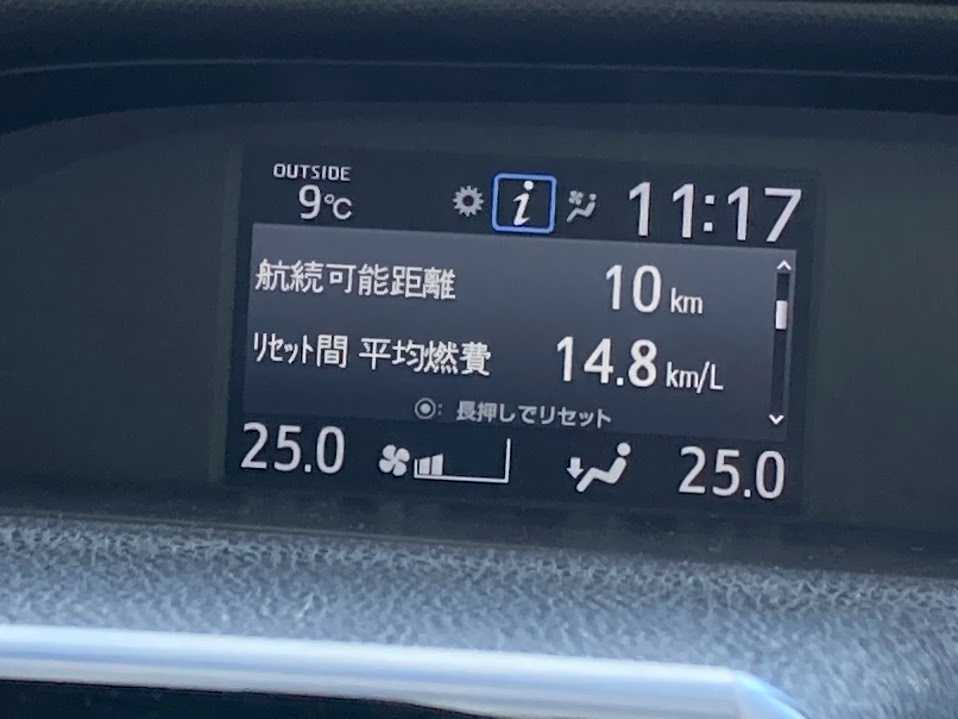 OUTSIDE
9℃ i 11:17
航続可能距離 10 km
ﾘｾｯﾄ間 平均燃費 14.8 km/L
◉: 長押しでリセット
25.0 25.0